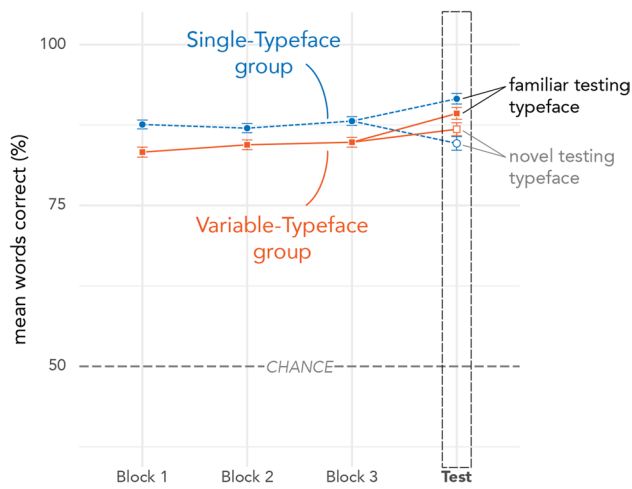 100
Single-Typeface
group
familiar testing
typeface
novel testing
typeface
75
Variable-Typeface
group
mean words correct (%)
50
CHANCE
Block 1
Block 2
Block 3
Test